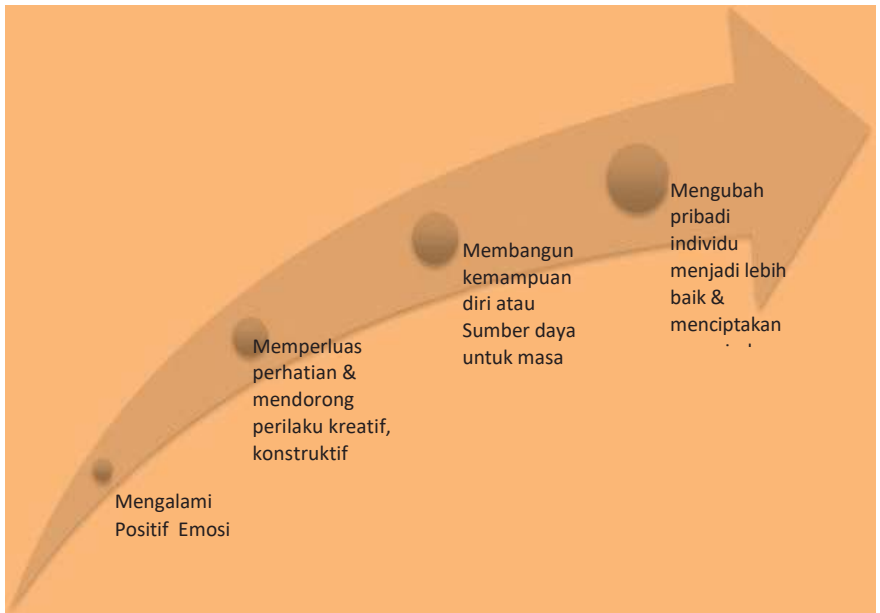 Mengalami
Positif Emosi
Memperluas
perhatian &
mendorong
perilaku kreatif,
konstruktif
Membangun
kemampuan
diri atau
Sumber daya
untuk masa
Mengubah
pribadi
individu
menjadi lebih
baik &
menciptakan